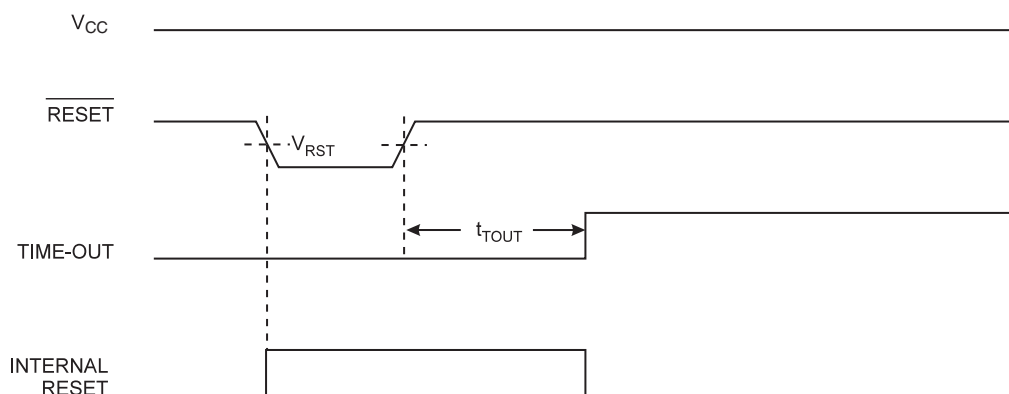 VCC
RESET
VRST
tTOUT
TIME-OUT
INTERNAL
RESET